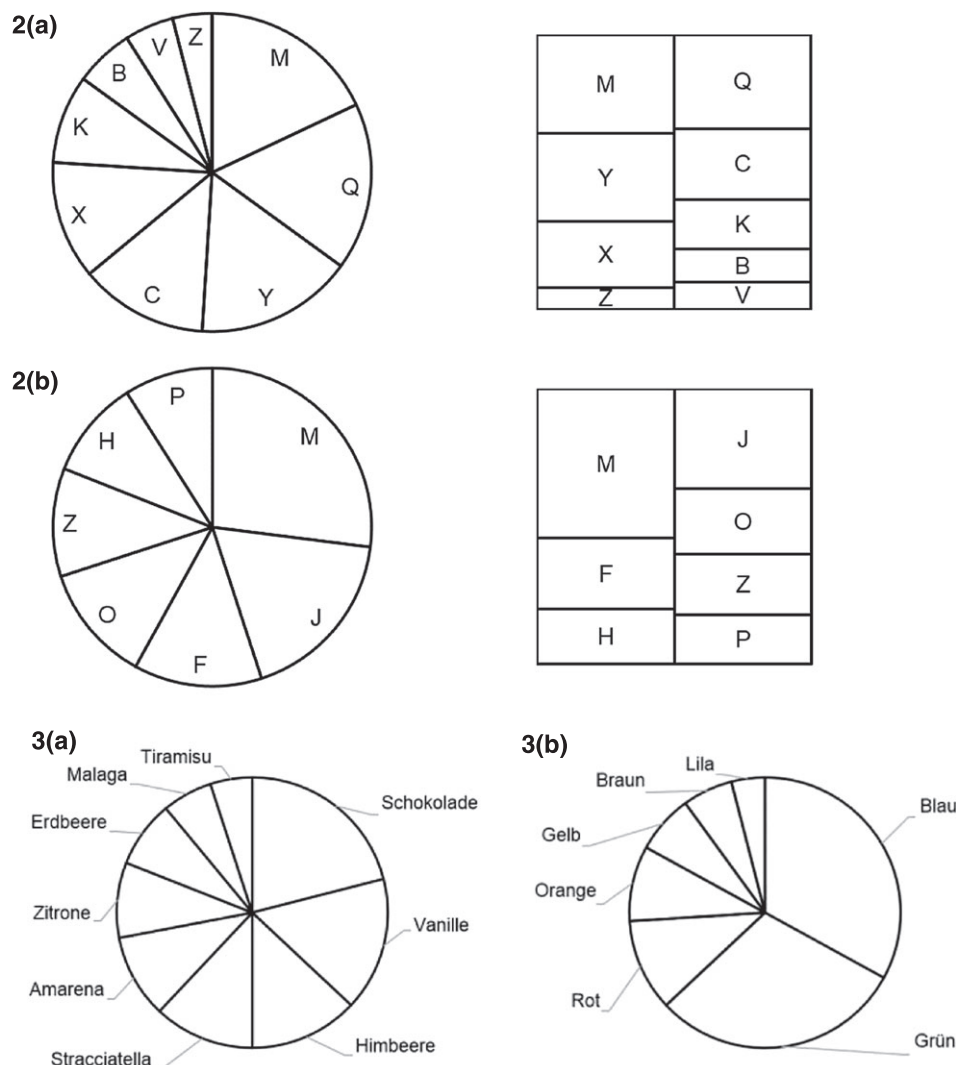 2(a)
Z
V
M
B
K
Q
X
C
Y
M
Q
Y
C
X
K
B
Z
V
2(b)
P
M
H
Z
O
J
F
M
J
O
F
Z
H
P
3(a)
Tiramisu
Malaga
Schokolade
Erdbeere
Zitrone
Vanille
Amarena
Himbeere
Stracciatella
3(b)
Lila
Braun
Blau
Gelb
Orange
Rot
Grün